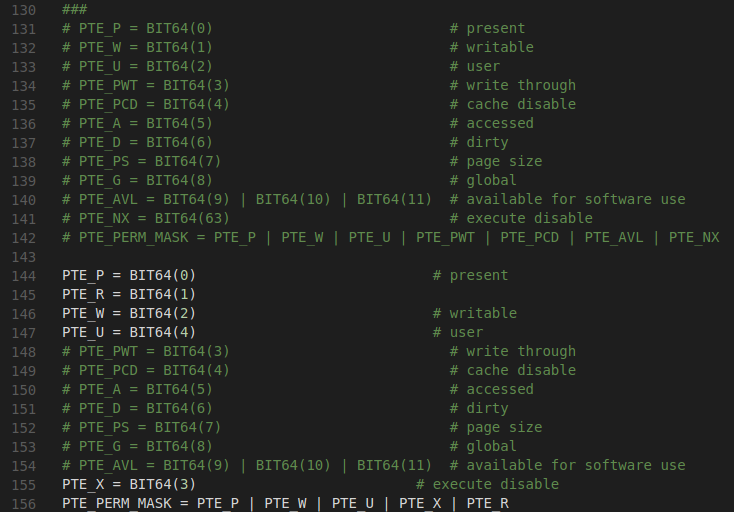 130 ###
131 # PTE_P = BIT64(0) # present
132 # PTE_W = BIT64(1) # writable
133 # PTE_U = BIT64(2) # user
134 # PTE_PWT = BIT64(3) # write through
135 # PTE_PCD = BIT64(4) # cache disable
136 # PTE_A = BIT64(5) # accessed
137 # PTE_D = BIT64(6) # dirty
138 # PTE_PS = BIT64(7) # page size
139 # PTE_G = BIT64(8) # global
140 # PTE_AVL = BIT64(9) | BIT64(10) | BIT64(11) # available for software use
141 # PTE_NX = BIT64(63) # execute disable
142 # PTE_PERM_MASK = PTE_P | PTE_W | PTE_U | PTE_PWT | PTE_PCD | PTE_AVL | PTE_NX
143
144 PTE_P = BIT64(0) # present
145 PTE_R = BIT64(1)
146 PTE_W = BIT64(2) # writable
147 PTE_U = BIT64(4) # user
148 # PTE_PWT = BIT64(3) # write through
149 # PTE_PCD = BIT64(4) # cache disable
150 # PTE_A = BIT64(5) # accessed
151 # PTE_D = BIT64(6) # dirty
152 # PTE_PS = BIT64(7) # page size
153 # PTE_G = BIT64(8) # global
154 # PTE_AVL = BIT64(9) | BIT64(10) | BIT64(11) # available for software use
155 PTE_X = BIT64(3) # execute disable
156 PTE_PERM_MASK = PTE_P | PTE_W | PTE_U | PTE_X | PTE_R